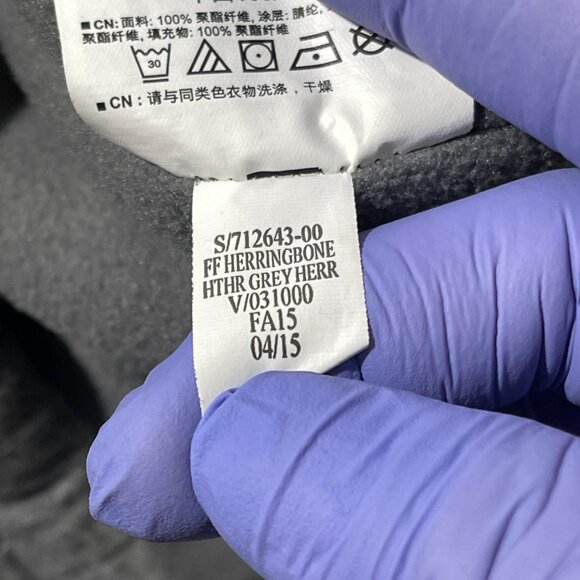 ■ CN: 面料: 100% 聚酯纤维, 涂层: 腈纶,
聚酯纤维, 填充物: 100% 聚酯纤维
30
■ CN: 请与同类色衣物洗涤, 干燥
S/712643-00
FF HERRINGBONE
HTHR GREY HERR
V/031000
FA15
04/15